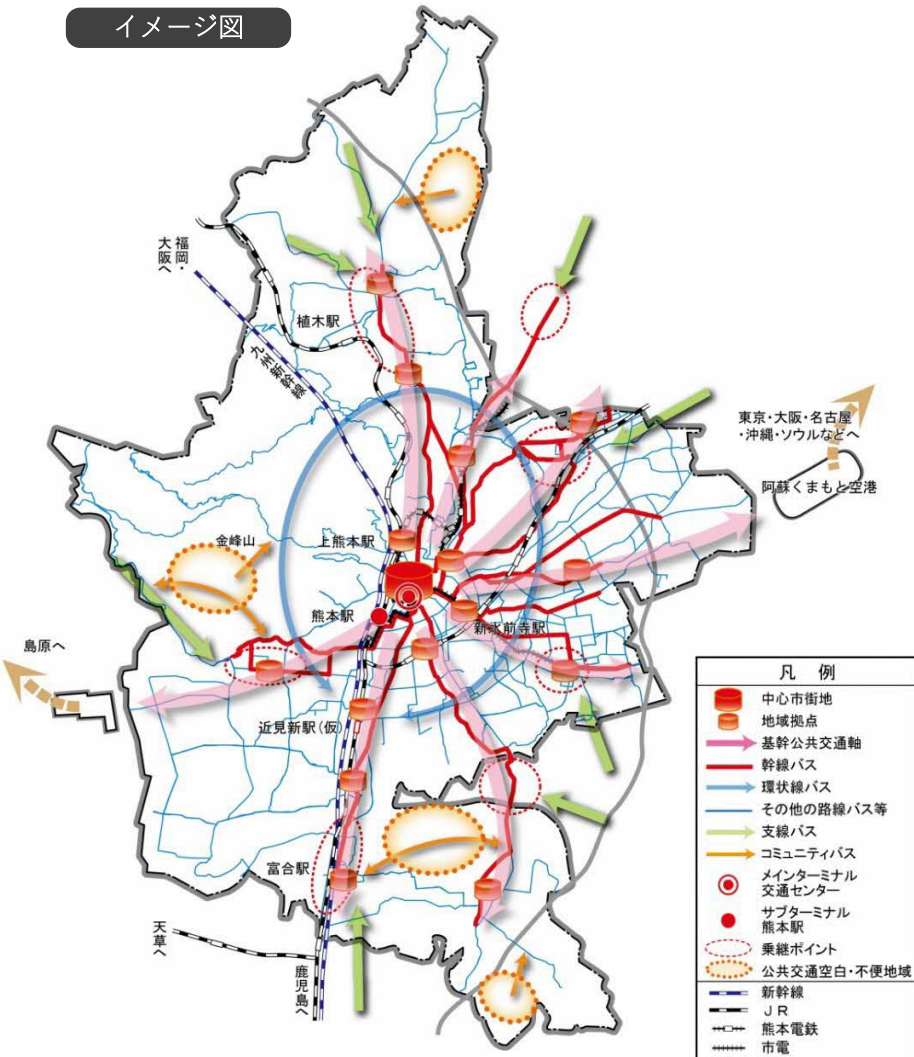 イメージ図
福岡・
大阪へ
植木駅
九州新幹線
東京・大阪・名古屋
・沖縄・ソウルなどへ
阿蘇くまもと空港
金峰山
上熊本駅
熊本駅
新水前寺駅
島原へ
近見新駅(仮)
富合駅
天草へ
鹿児島へ
凡 例
中心市街地
地域拠点
基幹公共交通軸
幹線バス
環状線バス
その他の路線バス等
支線バス
コミュニティバス
メインターミナル
交通センター
サブターミナル
熊本駅
乗継ポイント
公共交通空白・不便地域
新幹線
ＪＲ
熊本電鉄
市電